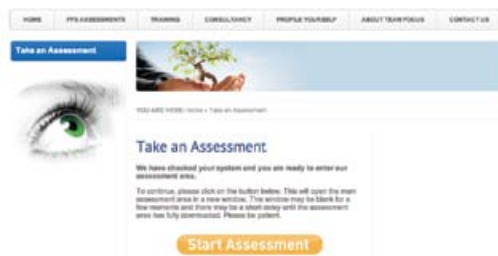 HOME PFS ASSESSMENTS TRAINING CONSULTANCY PROFILE YOURSELF ABOUT TEAM FOCUS CONTACT US
Take an Assessment
YOU ARE HERE: Home » Take an Assessment
Take an Assessment
We have checked your system and you are ready to enter our
assessment area.
To continue, please click on the button below. This will open the main
assessment area in a new window. This window may be blank for a
few moments and there may be a short delay until the assessment
area has fully downloaded. Please be patient.
Start Assessment